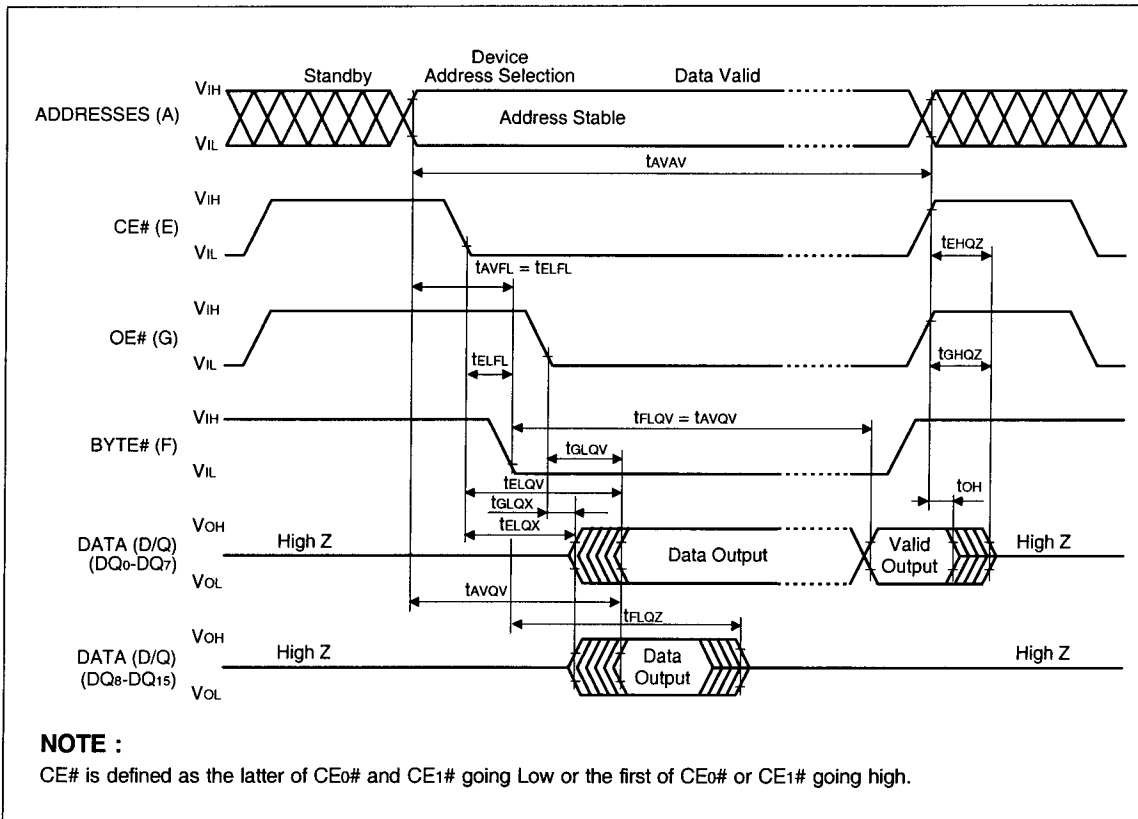 Device
Standby Address Selection Data Valid
VIH
ADDRESSES (A) Address Stable
VIL
tAVAV
VIH
CE# (E)
VIL tEHQZ
tAVFL = tELFL
VIH
OE# (G)
VIL tELFL tGHQZ
VIH tFLQV = tAVQV
BYTE# (F) tGLQV
VIL
tELQV
tGLQX tOH
tELQX
VOH
DATA (D/Q) High Z Data Output Valid Output High Z
(DQ0-DQ7)
VOL
tAVQV
tFLQZ
VOH
DATA (D/Q) High Z Data Output High Z
(DQ8-DQ15)
VOL
NOTE :
CE# is defined as the latter of CE0# and CE1# going Low or the first of CE0# or CE1# going high.